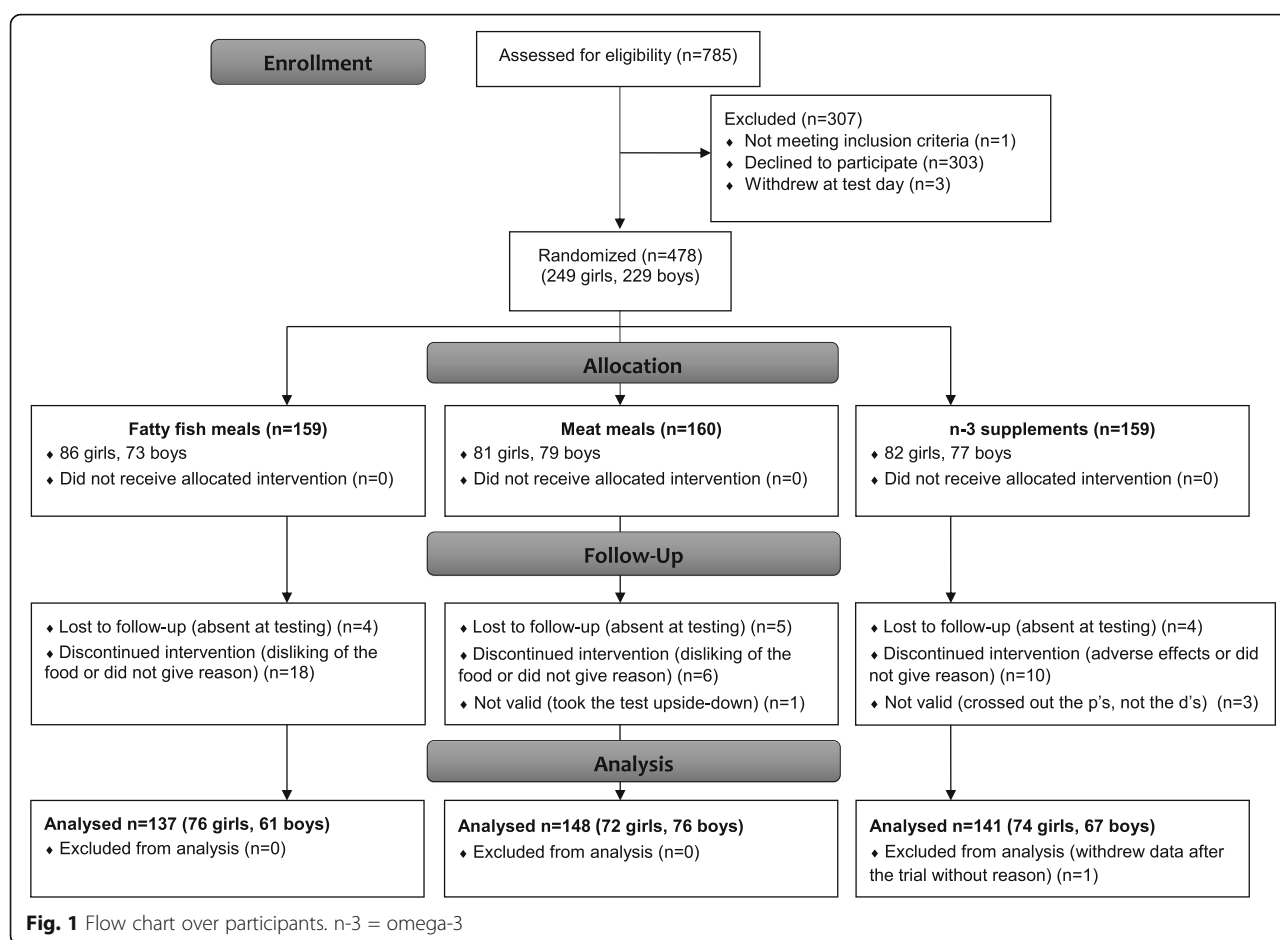 Enrollment
Assessed for eligibility (n=785)
Excluded (n=307)
♦ Not meeting inclusion criteria (n=1)
♦ Declined to participate (n=303)
♦ Withdrew at test day (n=3)
Randomized (n=478)
(249 girls, 229 boys)
Allocation
Fatty fish meals (n=159)
♦ 86 girls, 73 boys
♦ Did not receive allocated intervention (n=0)
Meat meals (n=160)
♦ 81 girls, 79 boys
♦ Did not receive allocated intervention (n=0)
n-3 supplements (n=159)
♦ 82 girls, 77 boys
♦ Did not receive allocated intervention (n=0)
Follow-Up
♦ Lost to follow-up (absent at testing) (n=4)
♦ Discontinued intervention (disliking of the
food or did not give reason) (n=18)
♦ Lost to follow-up (absent at testing) (n=5)
♦ Discontinued intervention (disliking of the
food or did not give reason) (n=6)
♦ Not valid (took the test upside-down) (n=1)
♦ Lost to follow-up (absent at testing) (n=4)
♦ Discontinued intervention (adverse effects or did
not give reason) (n=10)
♦ Not valid (crossed out the p's, not the d's) (n=3)
Analysis
Analysed n=137 (76 girls, 61 boys)
♦ Excluded from analysis (n=0)
Analysed n=148 (72 girls, 76 boys)
♦ Excluded from analysis (n=0)
Analysed n=141 (74 girls, 67 boys)
♦ Excluded from analysis (withdrew data after
the trial without reason) (n=1)
Fig. 1 Flow chart over participants. n-3 = omega-3